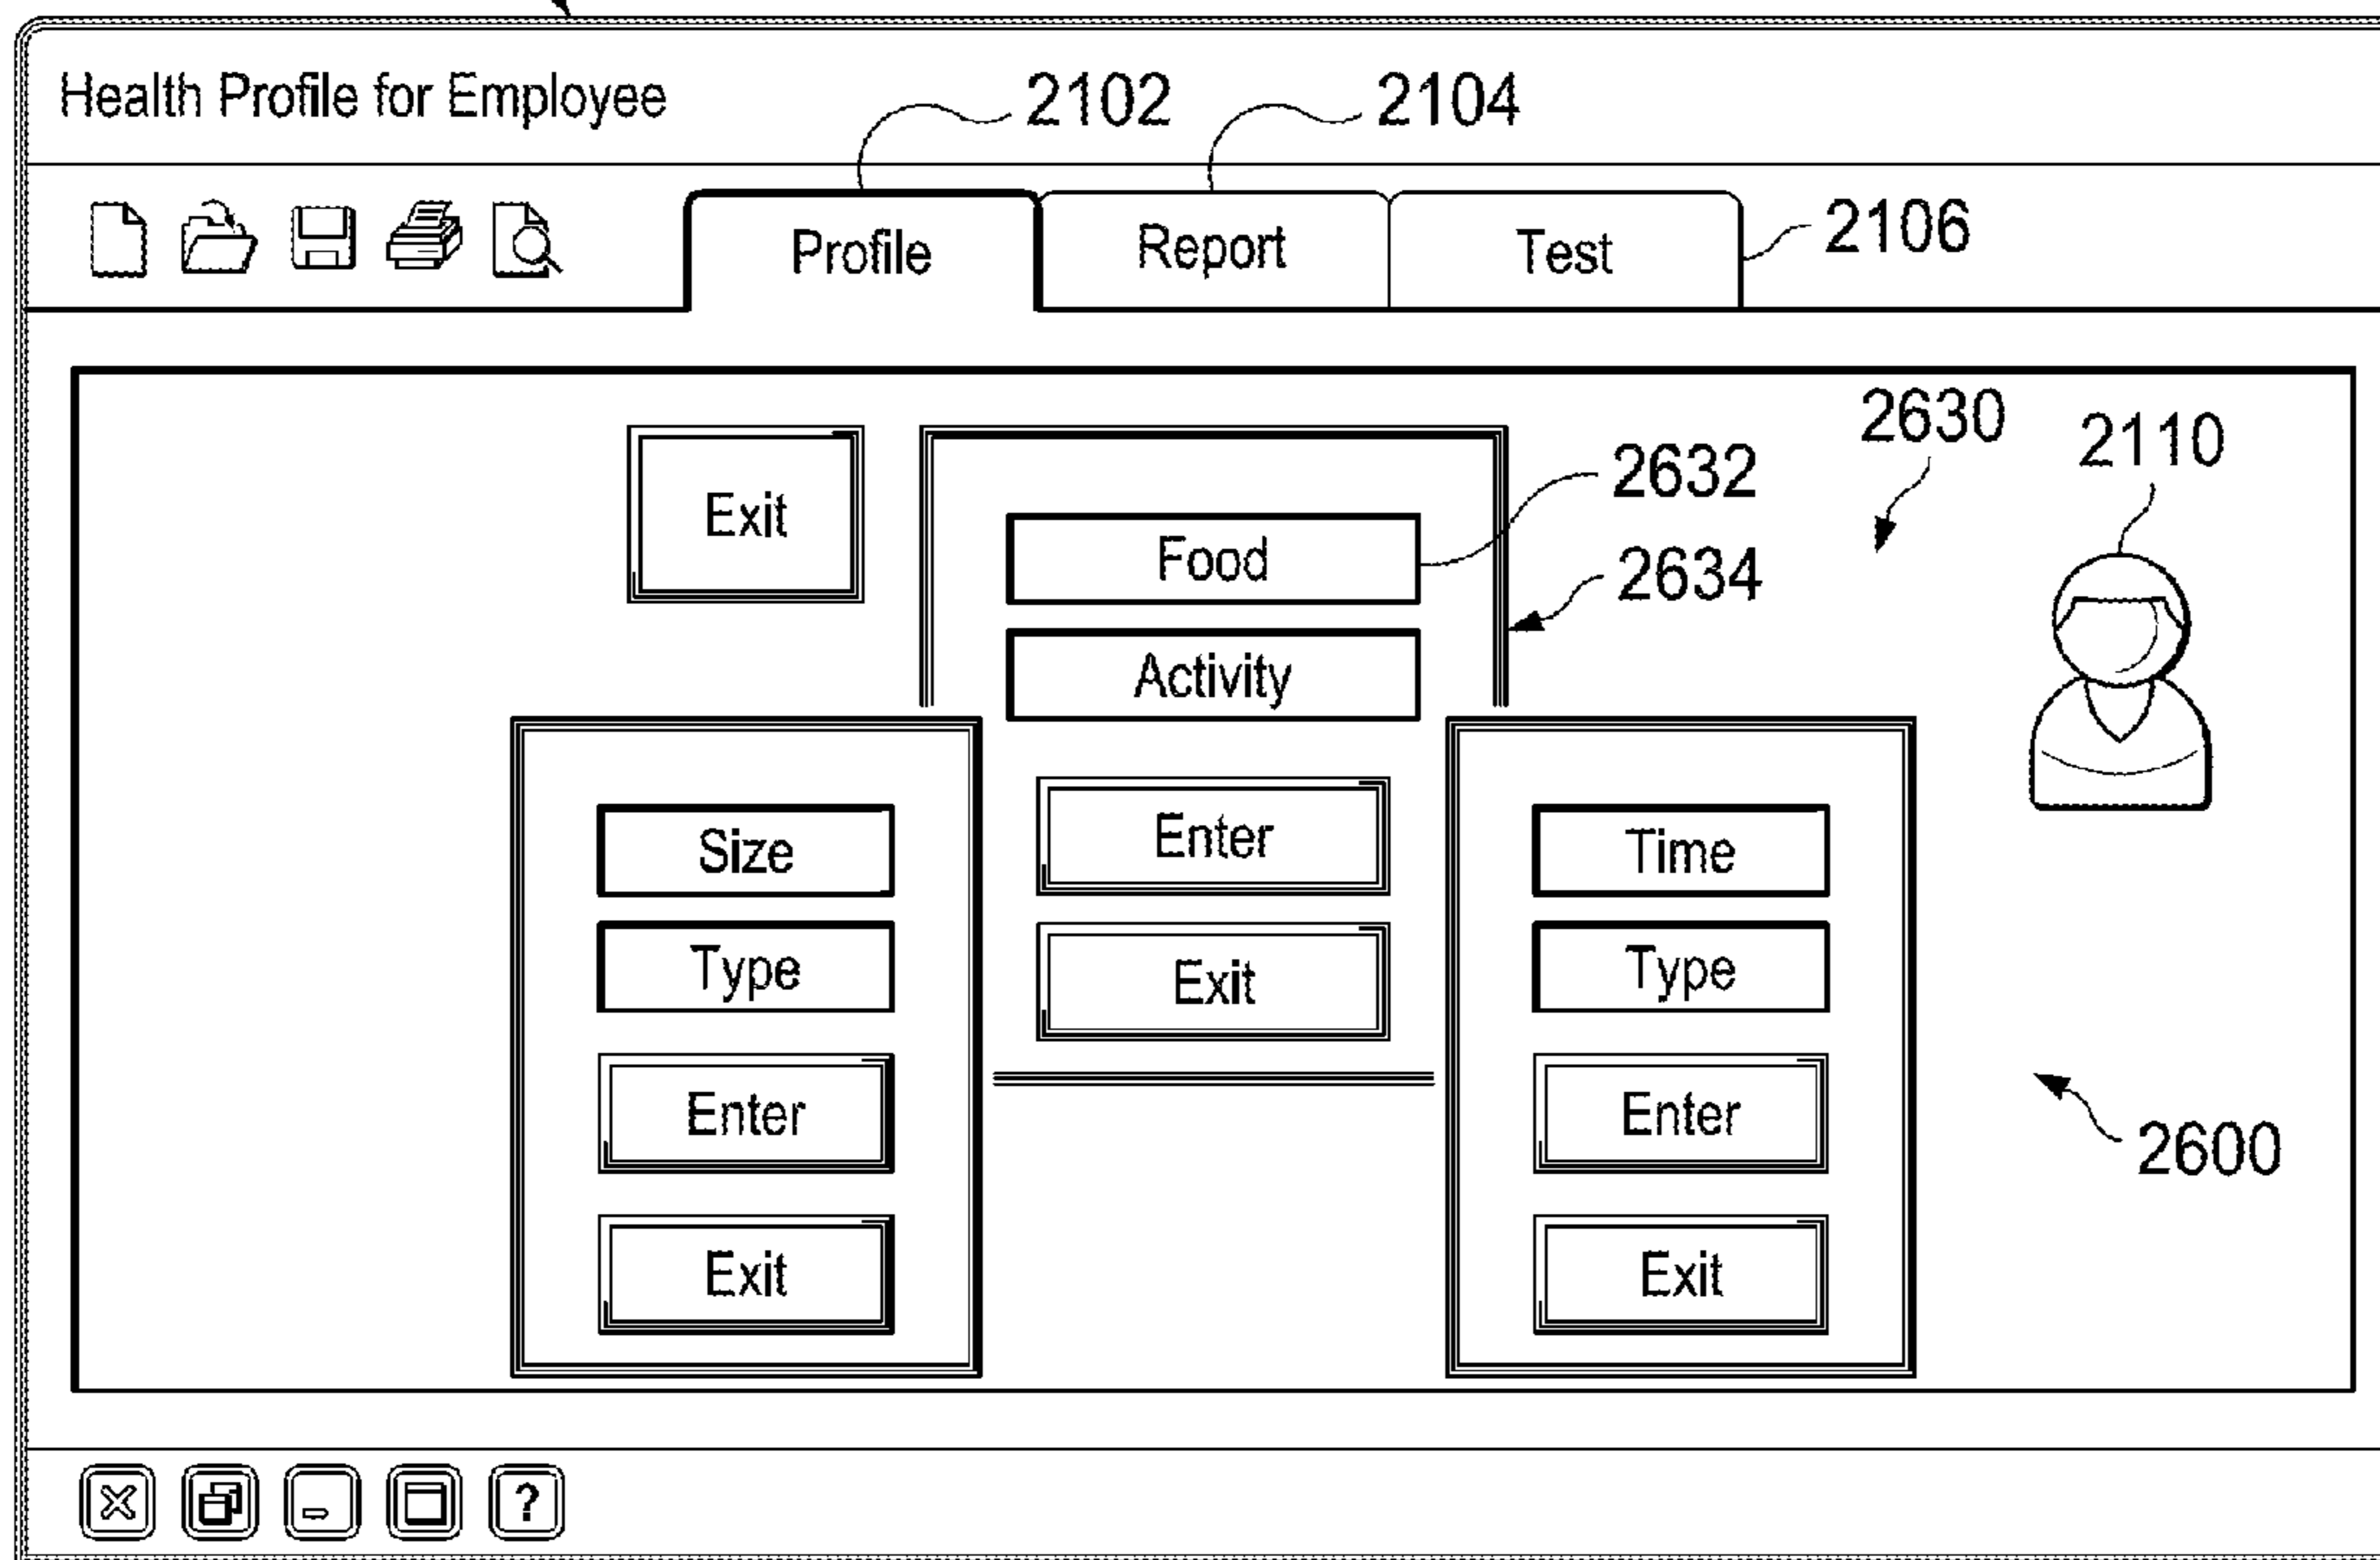 Health Profile for Employee
2102
2104
Profile
Report
Test
2106
2630
2110
Exit
2632
Food
2634
Activity
Size
Enter
Time
Type
Exit
Type
Enter
Enter
2600
Exit
Exit
?